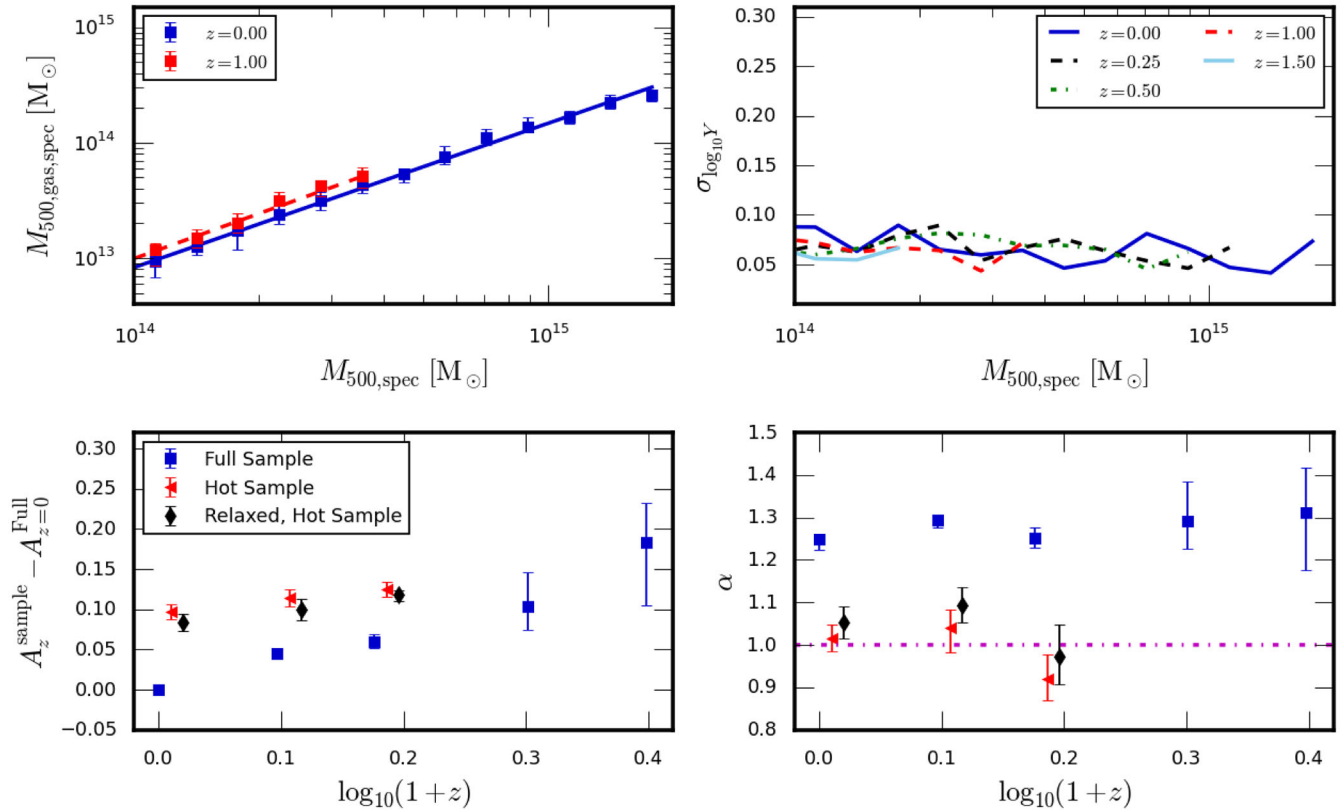 10^15
10^14
10^13
M_500,gas,spec [M_⊙]
z=0.00
z=1.00
10^14
10^15
M_500,spec [M_⊙]
0.30
0.25
0.20
0.15
0.10
0.05
σ_log_10 Y
z=0.00
z=0.25
z=0.50
z=1.00
z=1.50
10^14
10^15
M_500,spec [M_⊙]
0.30
0.25
0.20
0.15
0.10
0.05
0.00
−0.05
A_z^sample − A_z=0^Full
Full Sample
Hot Sample
Relaxed, Hot Sample
0.0 0.1 0.2 0.3 0.4
log_10(1+z)
1.5
1.4
1.3
1.2
1.1
1.0
0.9
0.8
α
0.0 0.1 0.2 0.3 0.4
log_10(1+z)